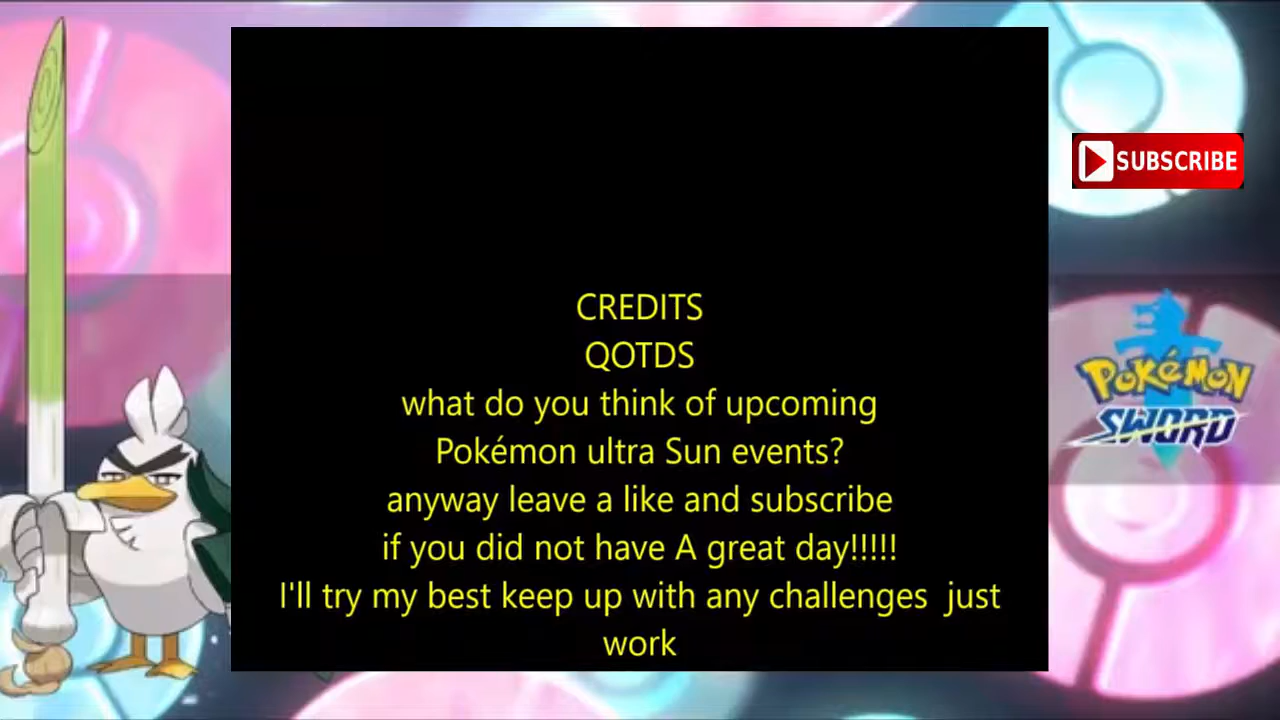 SUBSCRIBE
CREDITS
QOTDS
what do you think of upcoming
Pokémon ultra Sun events?
anyway leave a like and subscribe
if you did not have A great day!!!!!
I'll try my best keep up with any challenges  just
work
POKéMON
SWORD